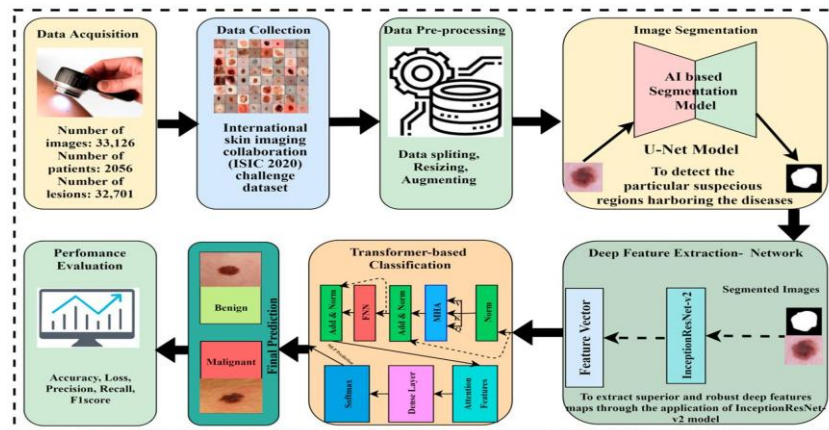 Data Acquisition
Number of
images: 33,126
Number of
patients: 2056
Number of
lesions: 32,701
Data Collection
International
skin imaging
collaboration
(ISIC 2020)
challenge
dataset
Data Pre-processing
Data spliting,
Resizing,
Augmenting
Image Segmentation
AI based
Segmentation
Model
U-Net Model
To detect the
particular suspecious
regions harboring the diseases
Deep Feature Extraction- Network
Segmented Images
InceptionResNet-v2
Feature Vector
To extract superior and robust deep features
maps through the application of InceptionResNet-
v2 model
Transformer-based
Classification
Norm
MHA
Add & Norm
FNN
Add & Norm
Attention
Features
Dense Layer
Softmax
Final Prediction
Benign
Malignant
Perfomance
Evaluation
Accuracy, Loss,
Precision, Recall,
F1score